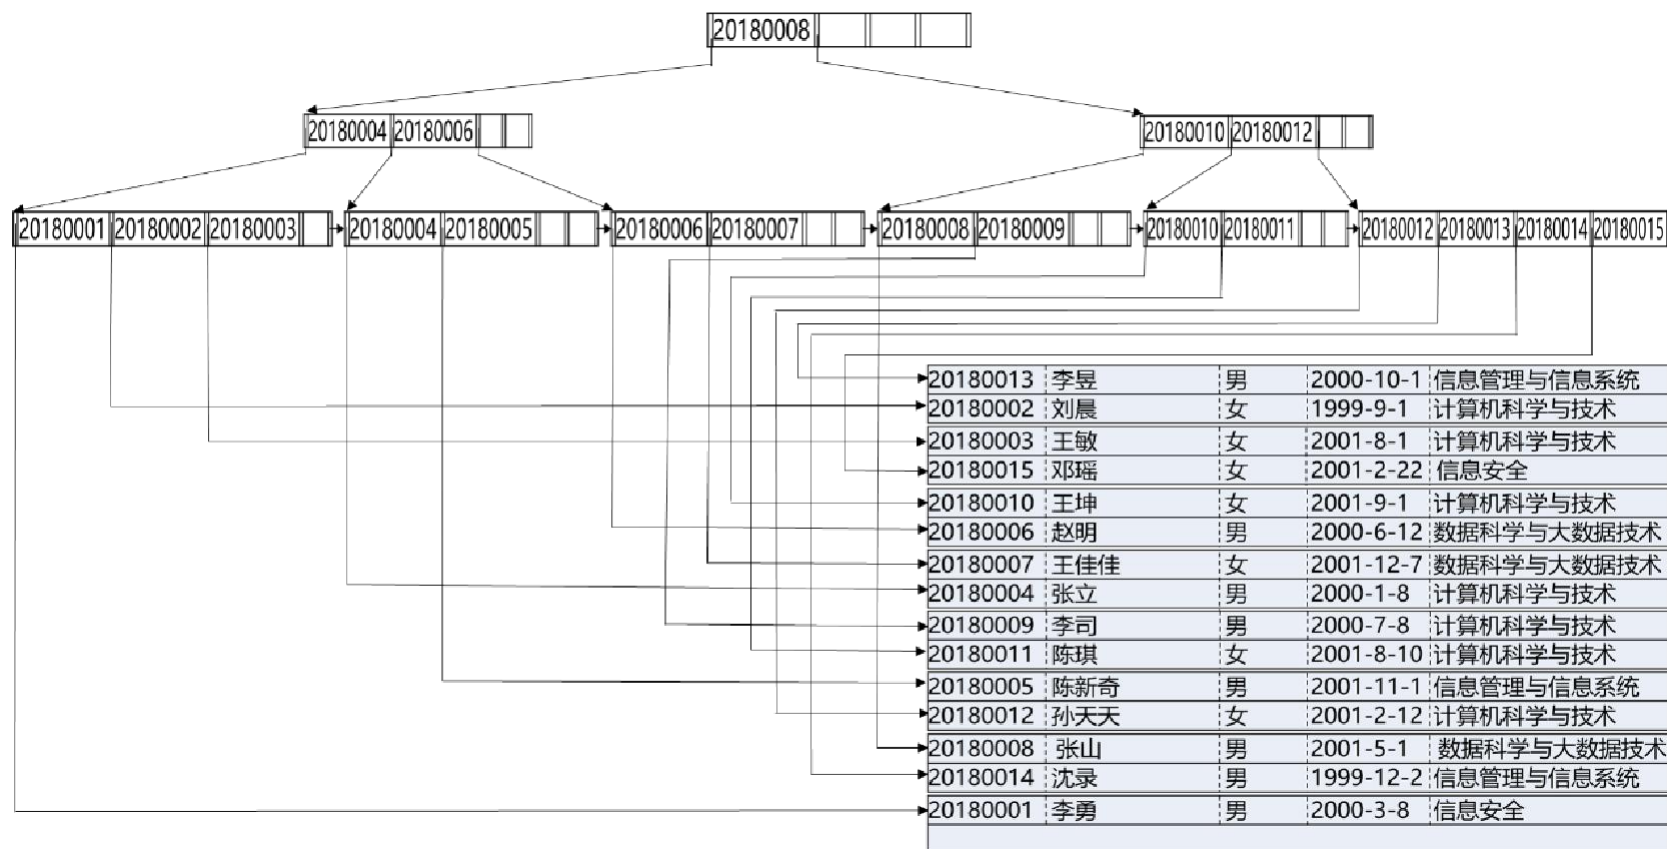 20180008
20180004 20180006 20180010 20180012
20180001 20180002 20180003 20180004 20180005 20180006 20180007 20180008 20180009 20180010 20180011 20180012 20180013 20180014 20180015
20180013 李昱 男 2000-10-1 信息管理与信息系统
20180002 刘晨 女 1999-9-1 计算机科学与技术
20180003 王敏 女 2001-8-1 计算机科学与技术
20180015 邓瑶 女 2001-2-22 信息安全
20180010 王坤 女 2001-9-1 计算机科学与技术
20180006 赵明 男 2000-6-12 数据科学与大数据技术
20180007 王佳佳 女 2001-12-7 数据科学与大数据技术
20180004 张立 男 2000-1-8 计算机科学与技术
20180009 李司 男 2000-7-8 计算机科学与技术
20180011 陈琪 女 2001-8-10 计算机科学与技术
20180005 陈新奇 男 2001-11-1 信息管理与信息系统
20180012 孙天天 女 2001-2-12 计算机科学与技术
20180008 张山 男 2001-5-1 数据科学与大数据技术
20180014 沈录 男 1999-12-2 信息管理与信息系统
20180001 李勇 男 2000-3-8 信息安全